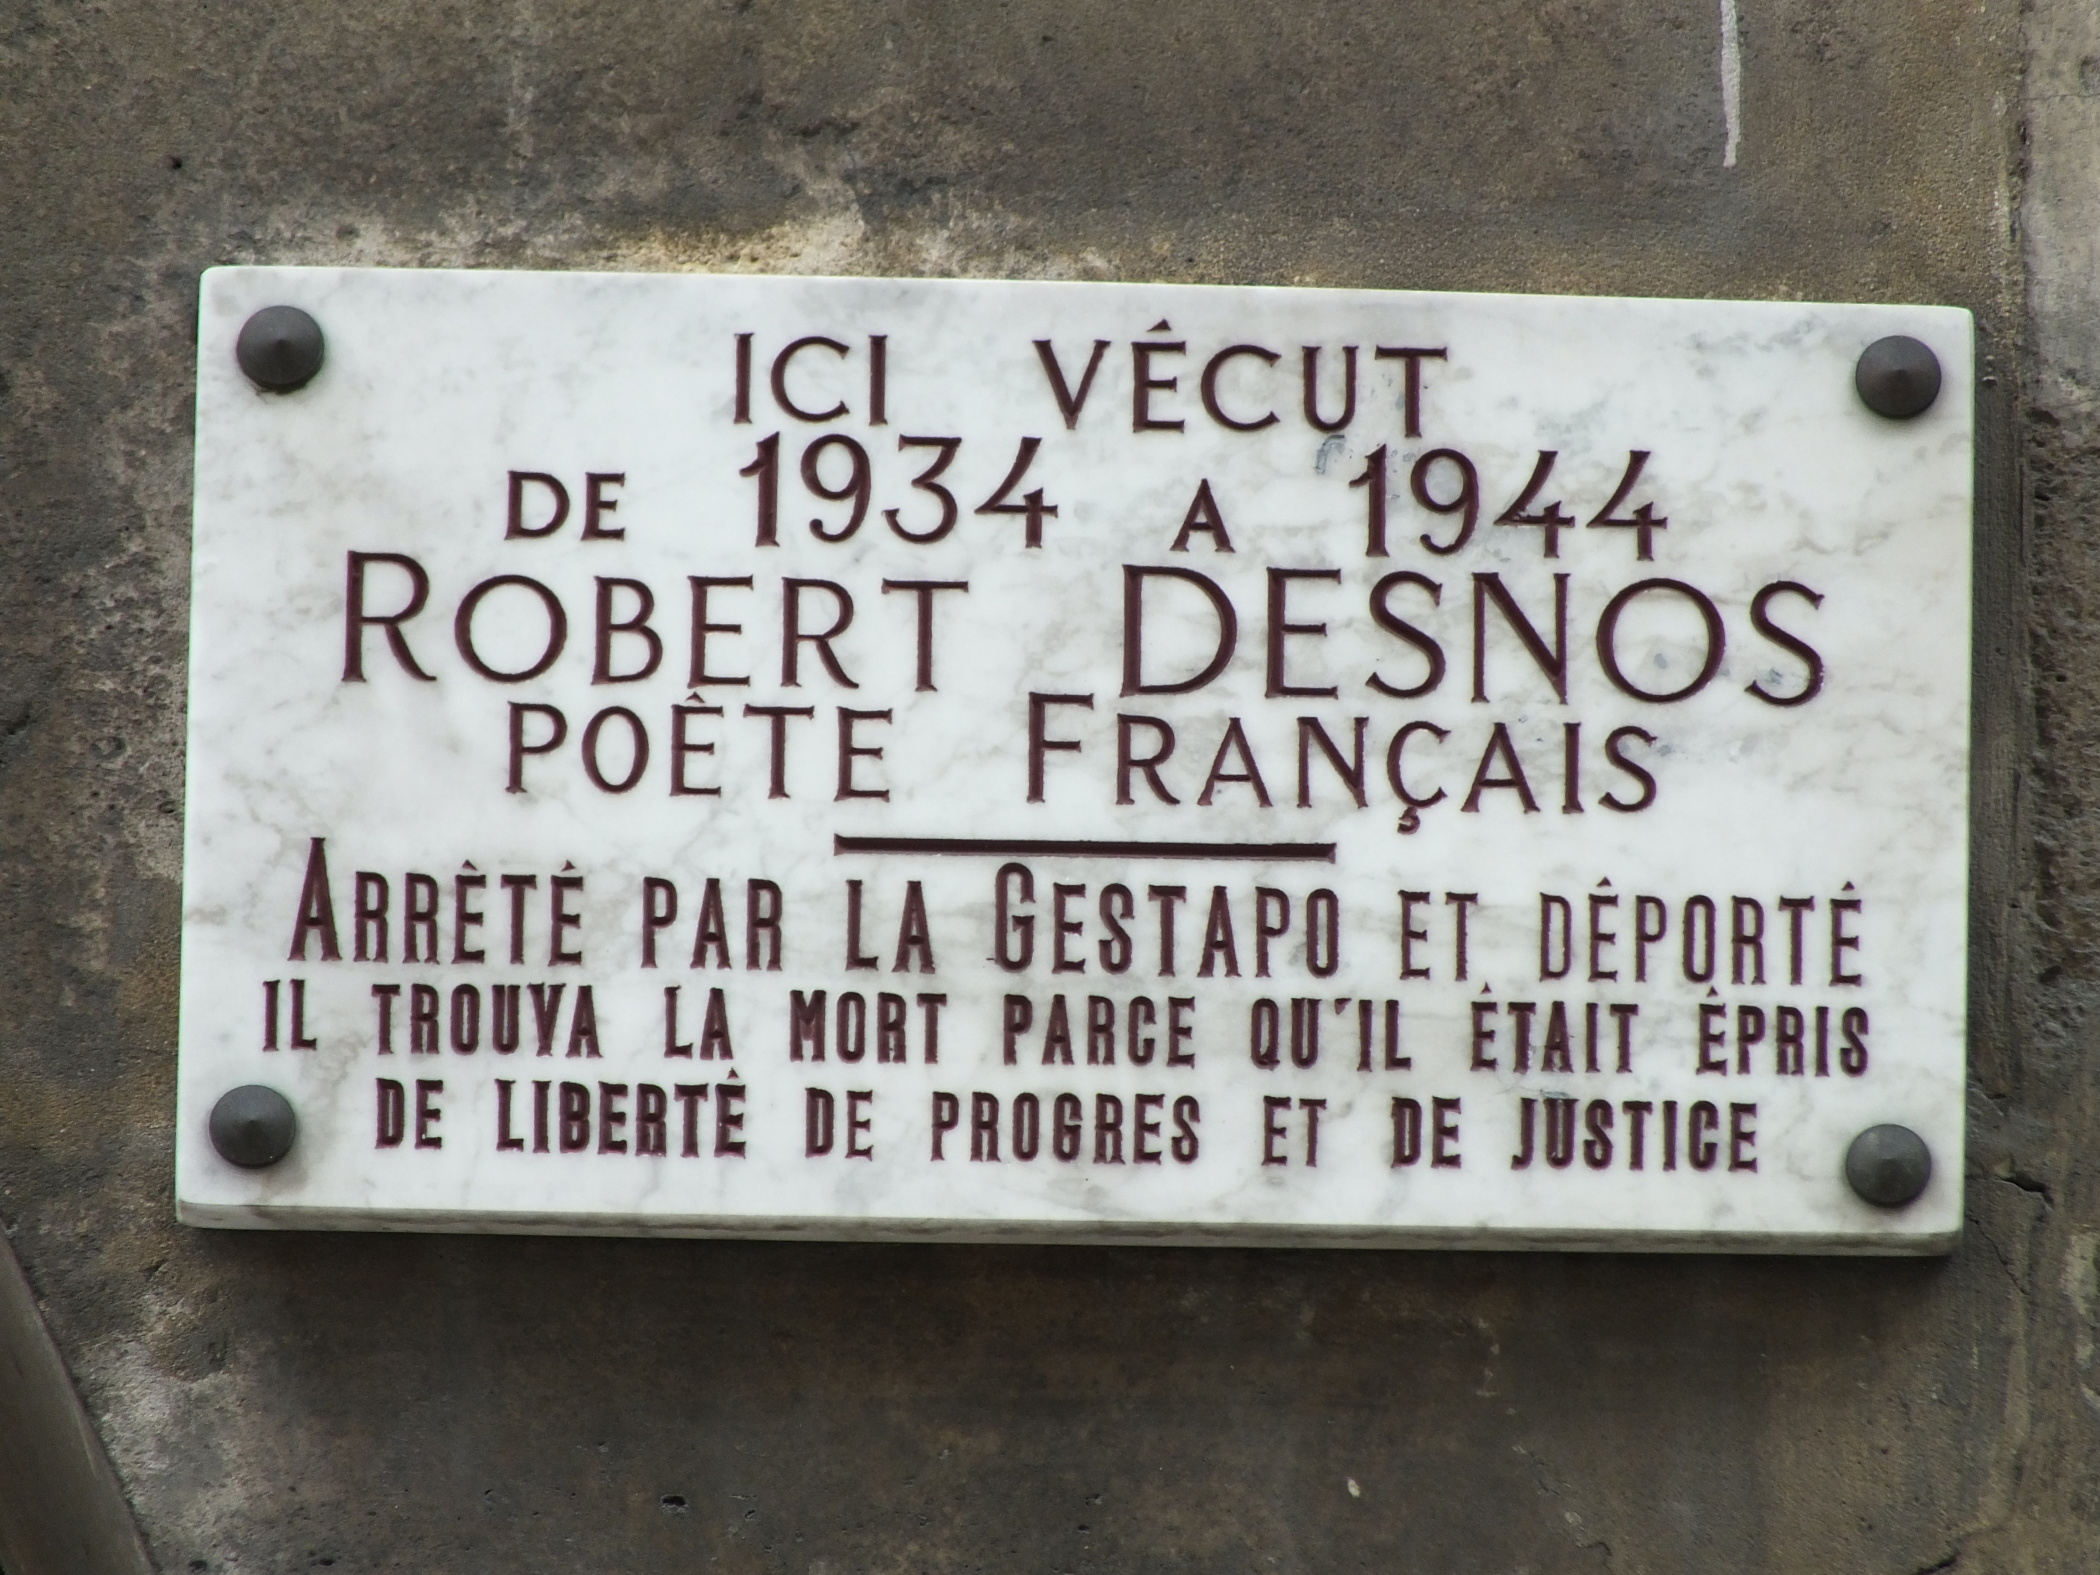 ICI VÉCUT
DE 1934 A 1944
ROBERT DESNOS
POÊTE FRANÇAIS
ARRÊTÉ PAR LA GESTAPO ET DÉPORTÉ
IL TROUVA LA MORT PARCE QU'IL ÉTAIT ÉPRIS
DE LIBERTÉ DE PROGRES ET DE JUSTICE